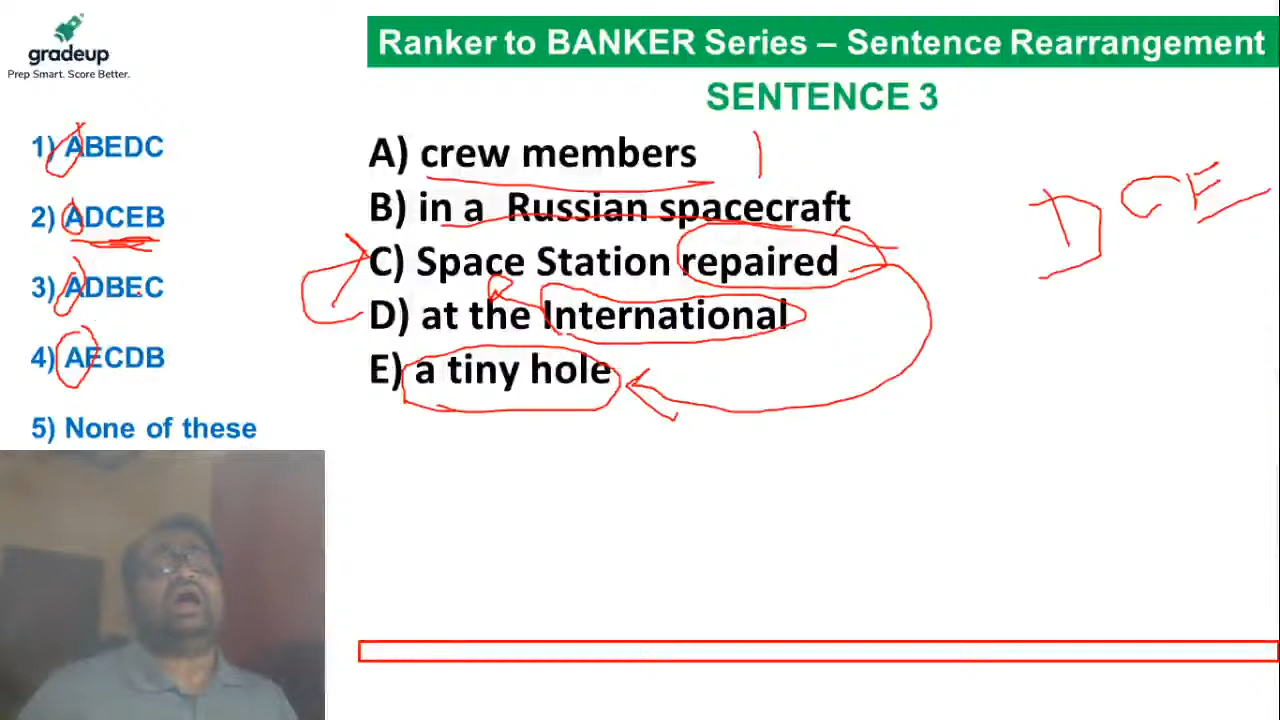 gradeup
Prep Smart. Score Better.
Ranker to BANKER Series – Sentence Rearrangement
SENTENCE 3
1) ABEDC
2) ADCEB
3) ADBEC
4) AECDB
5) None of these
A) crew members
B) in a Russian spacecraft
C) Space Station repaired
D) at the International
E) a tiny hole
1
D C E